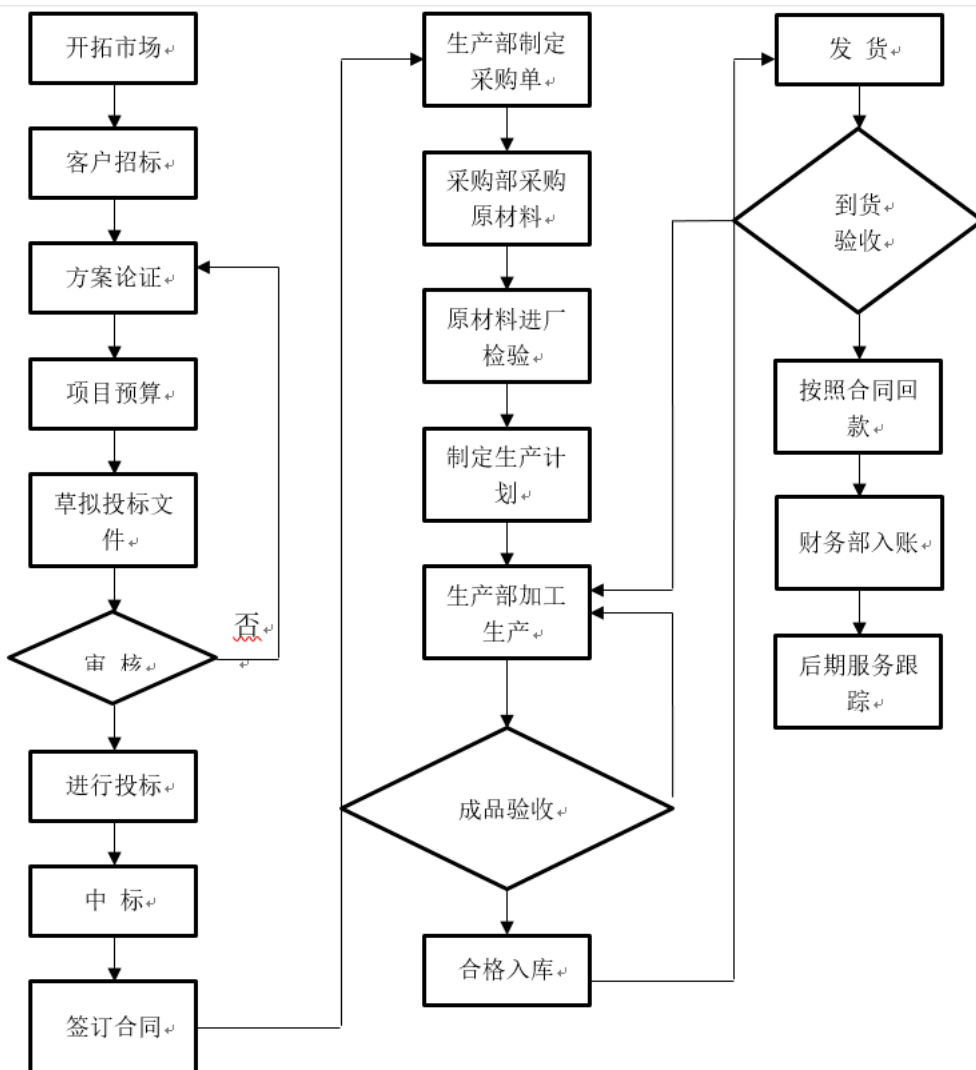 开拓市场
客户招标
方案论证
项目预算
草拟投标文
件
审 核
否
进行投标
中 标
签订合同
生产部制定
采购单
采购部采购
原材料
原材料进厂
检验
制定生产计
划
生产部加工
生产
成品验收
合格入库
发 货
到货
验收
按照合同回
款
财务部入账
后期服务跟
踪